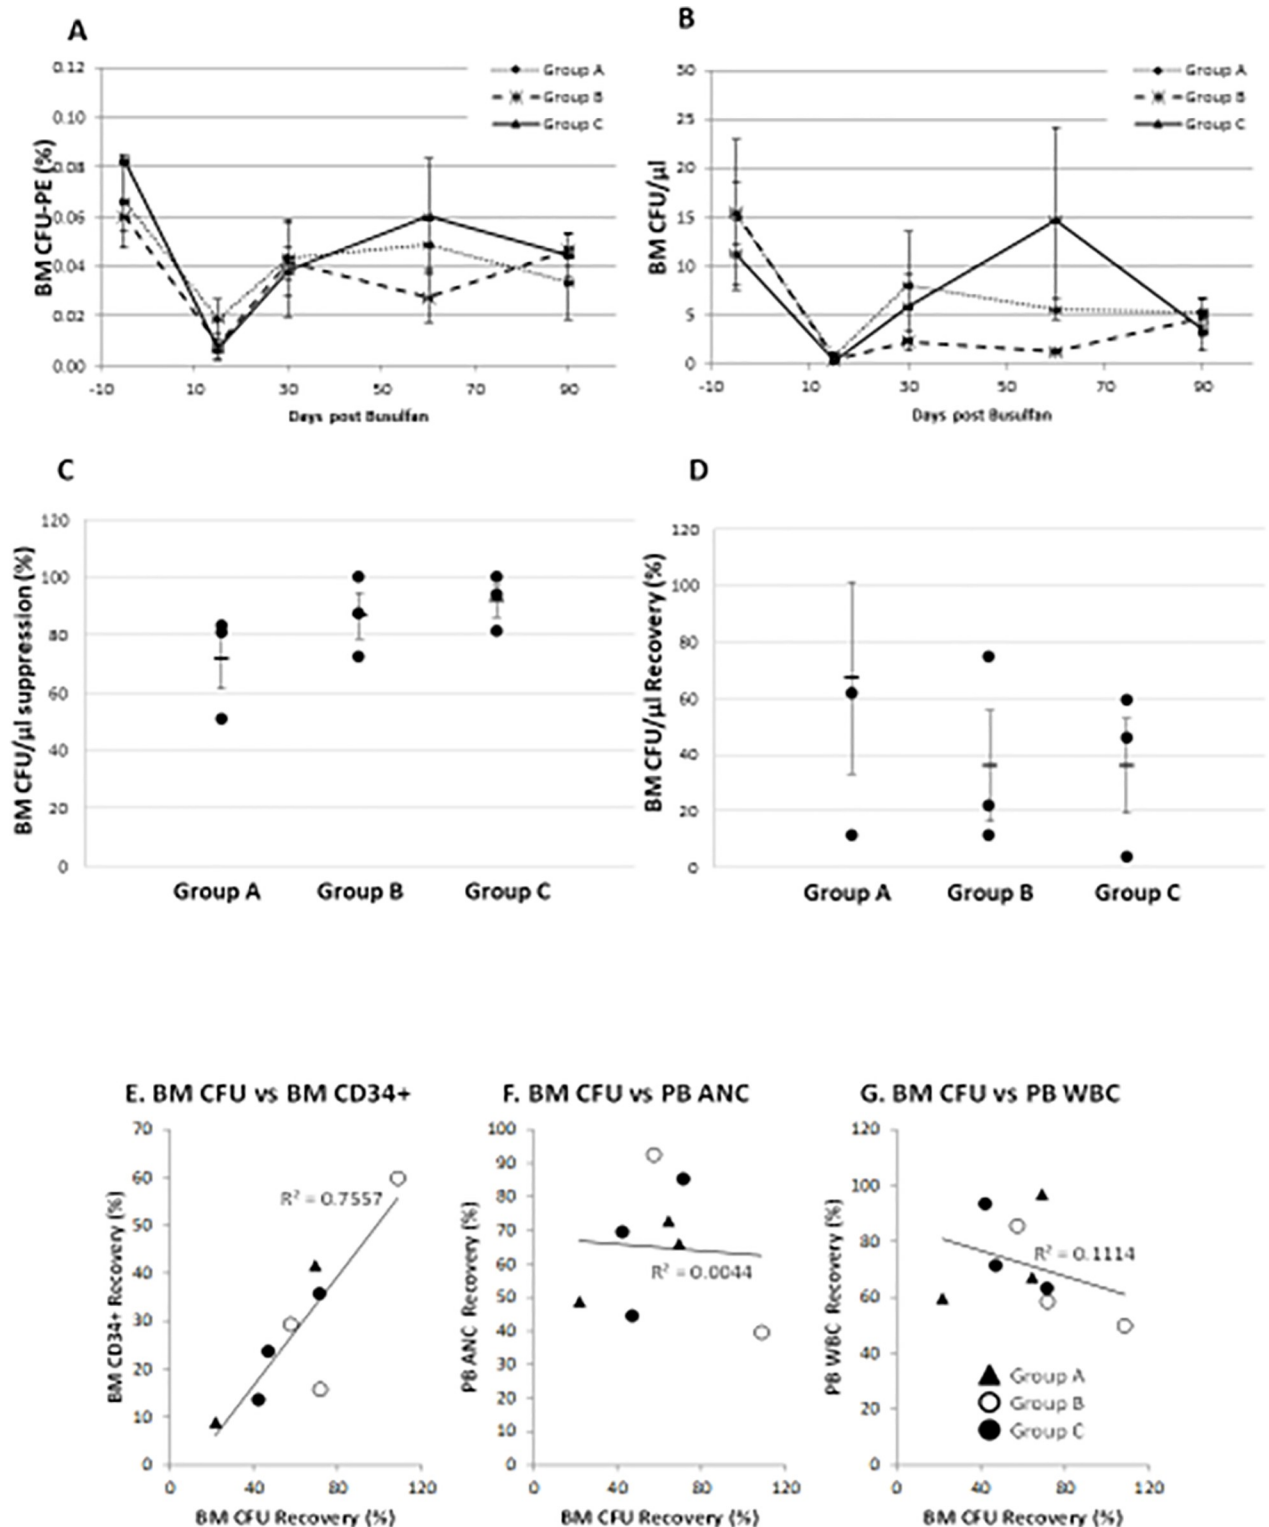 A
BM CFU-PE (%)
0.12
0.10
0.08
0.06
0.04
0.02
0.00
-10
10
30
50
70
90
Days post Busulfan
Group A
Group B
Group C
B
BM CFU/µl
30
25
20
15
10
5
0
-10
10
30
50
70
90
Days post Busulfan
Group A
Group B
Group C
C
BM CFU/µl suppression (%)
120
100
80
60
40
20
0
Group A
Group B
Group C
D
BM CFU/µl Recovery (%)
120
100
80
60
40
20
0
Group A
Group B
Group C
E. BM CFU vs BM CD34+
BM CD34+ Recovery (%)
70
60
50
40
30
20
10
0
R² = 0.7557
0
40
80
120
BM CFU Recovery (%)
F. BM CFU vs PB ANC
PB ANC Recovery (%)
100
90
80
70
60
50
40
30
20
10
0
R² = 0.0044
0
40
80
120
BM CFU Recovery (%)
G. BM CFU vs PB WBC
PB WBC Recovery (%)
120
100
80
60
40
20
0
R² = 0.1114
Group A
Group B
Group C
0
40
80
120
BM CFU Recovery (%)